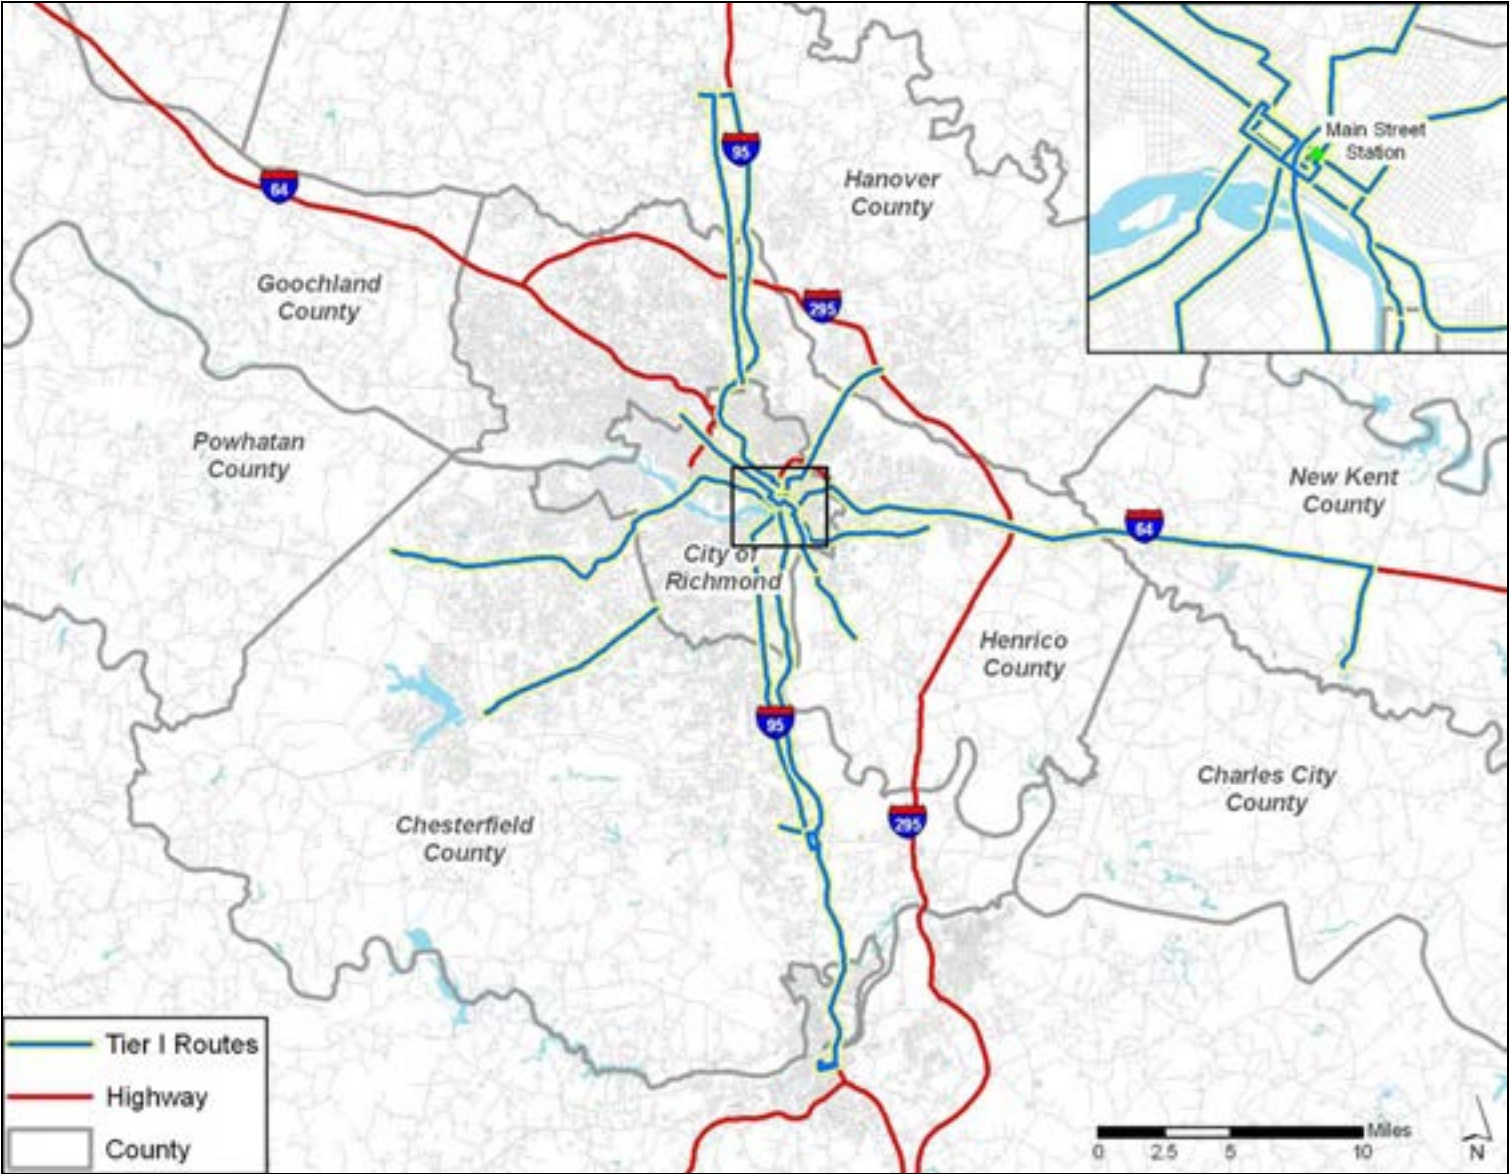 Main Street
Station
95
Hanover
County
64
Goochland
County
295
Powhatan
County
New Kent
County
64
City of
Richmond
Henrico
County
95
Charles City
County
Chesterfield
County
295
Tier I Routes
Highway
County
Miles
0 2.5 5 10
N